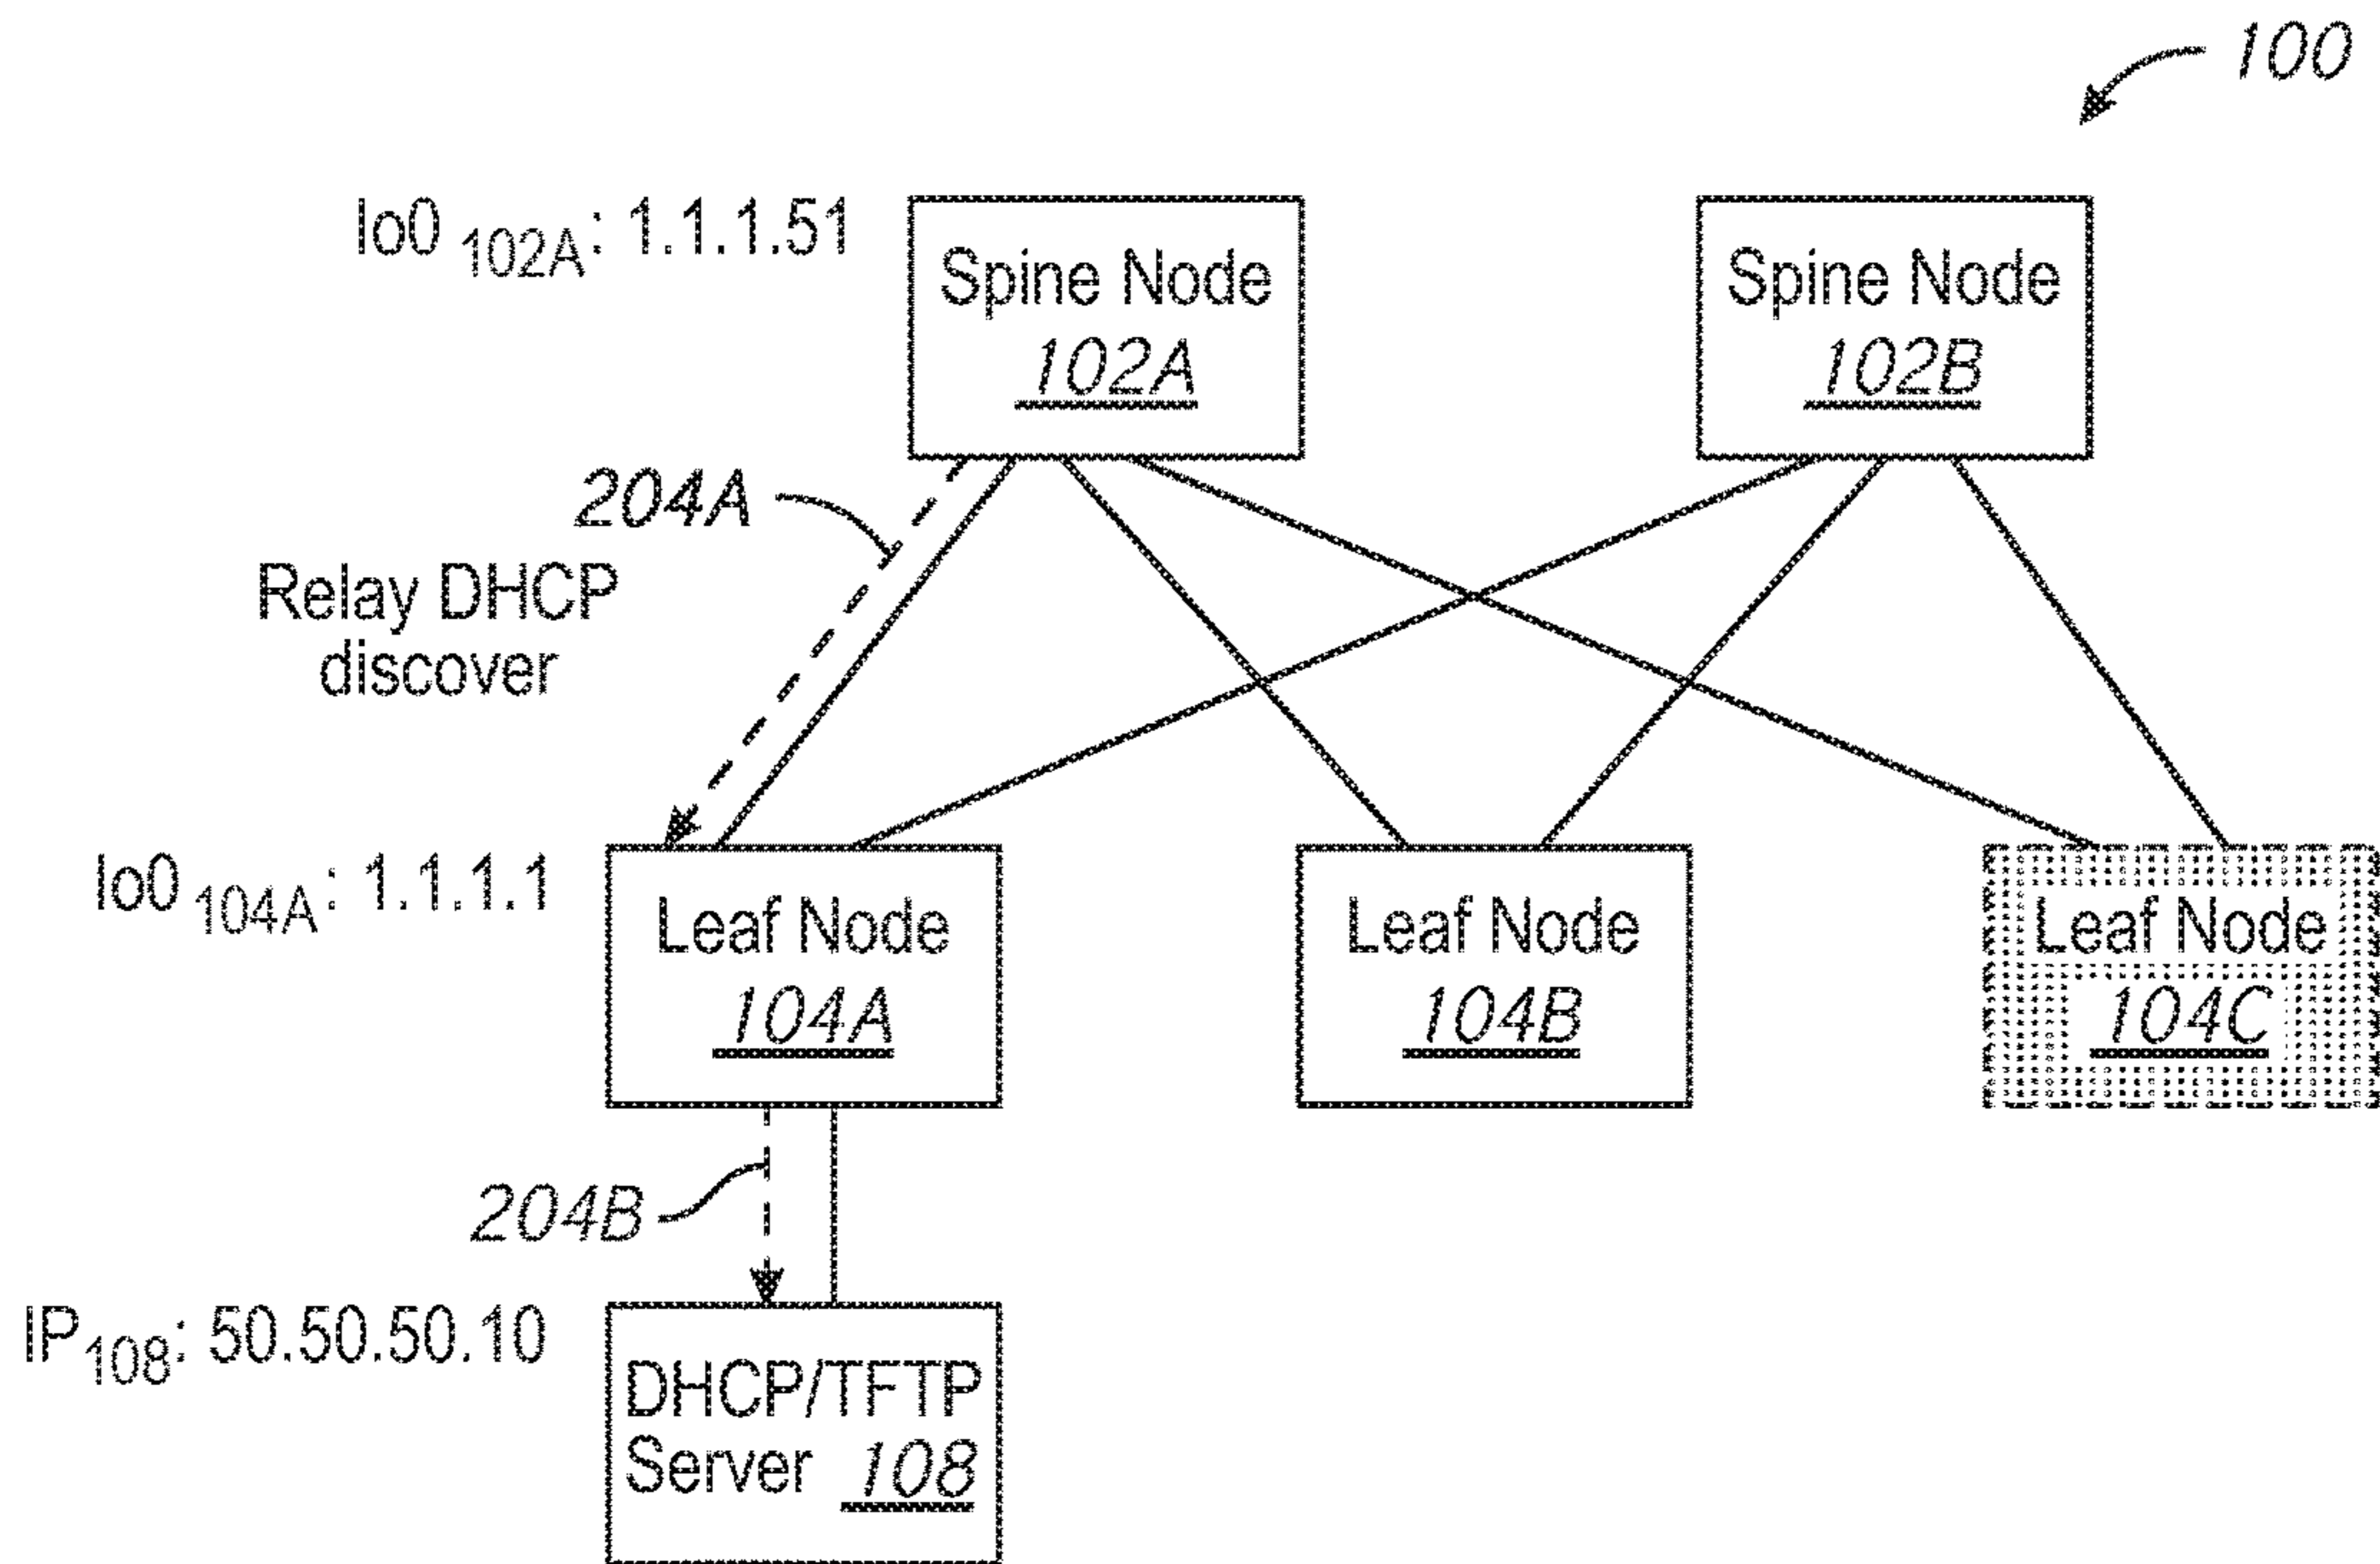 100
lo0 102A: 1.1.1.51
Spine Node
102A
Spine Node
102B
204A
Relay DHCP
discover
lo0 104A: 1.1.1.1
Leaf Node
104A
Leaf Node
104B
Leaf Node
104C
204B
IP108: 50.50.50.10
DHCP/TFTP
Server 108